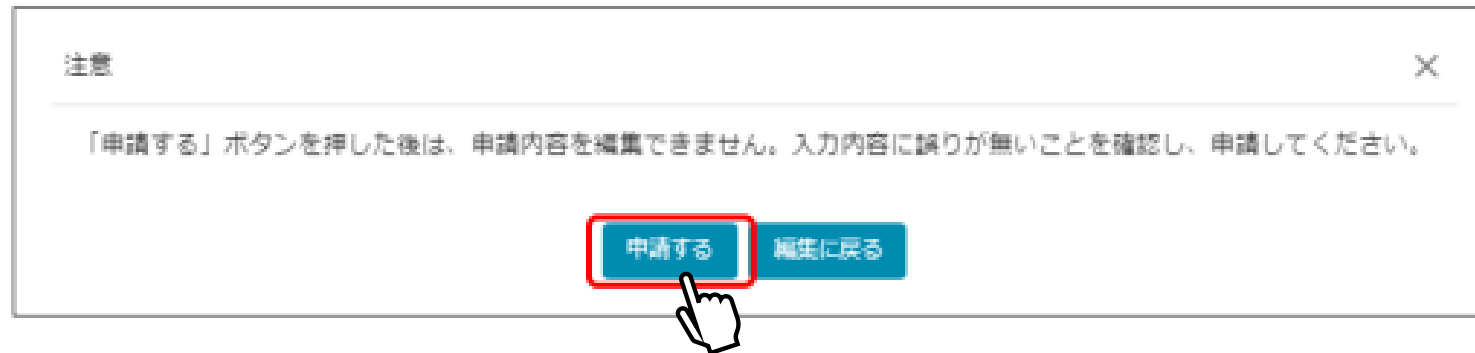 注意
「申請する」ボタンを押した後は、申請内容を編集できません。入力内容に誤りが無いことを確認し、申請してください。
申請する 編集に戻る